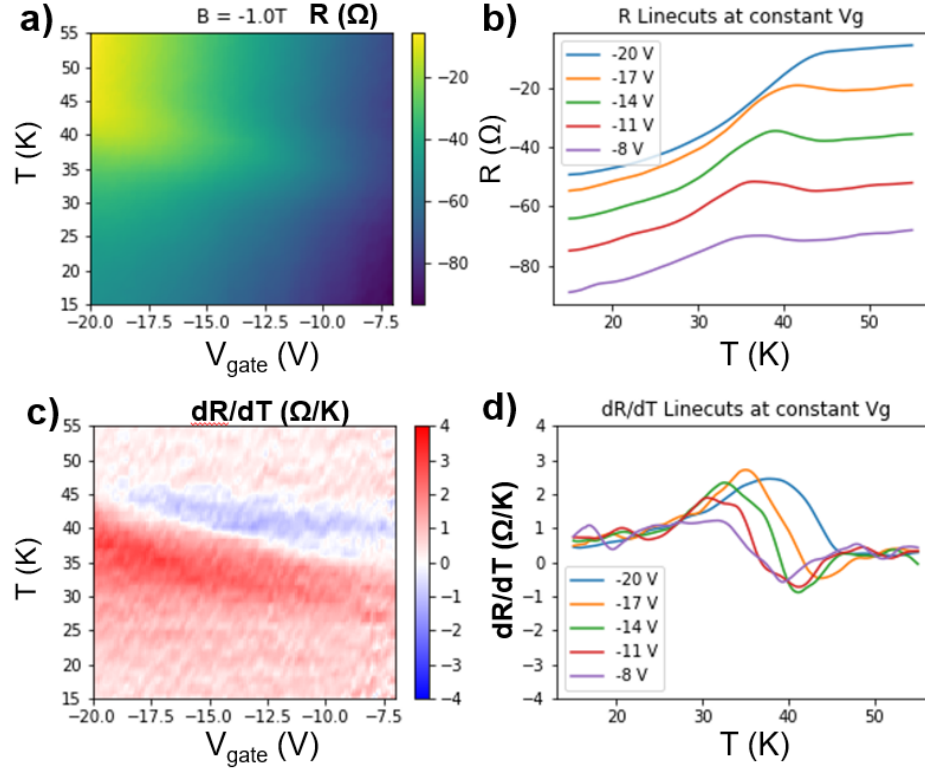 a)
B = -1.0T R (Ω)
55
50
45
40
35
30
25
20
15
T (K)
−20.0 −17.5 −15.0 −12.5 −10.0 −7.5
Vgate (V)
−20
−40
−60
−80
b)
R Linecuts at constant Vg
-20 V
-17 V
-14 V
-11 V
-8 V
R (Ω)
−20
−40
−60
−80
20 30 40 50
T (K)
c)
dR/dT (Ω/K)
55
50
45
40
35
30
25
20
15
T (K)
−20.0 −17.5 −15.0 −12.5 −10.0 −7.5
Vgate (V)
4
3
2
1
0
−1
−2
−3
−4
d)
dR/dT Linecuts at constant Vg
dR/dT (Ω/K)
4
3
2
1
0
−1
−2
−3
−4
-20 V
-17 V
-14 V
-11 V
-8 V
20 30 40 50
T (K)